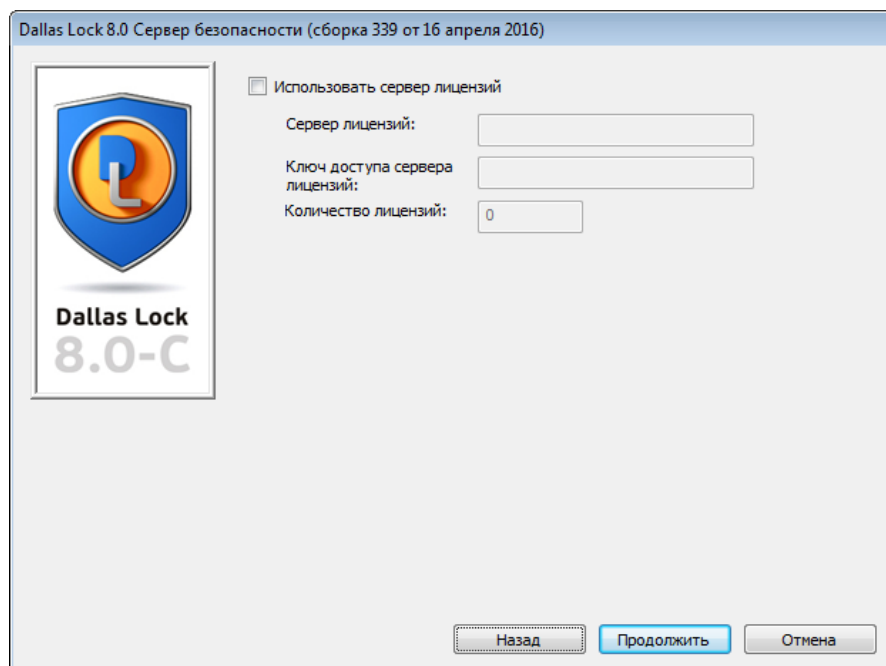 Dallas Lock 8.0 Сервер безопасности (сборка 339 от 16 апреля 2016)
DL
Dallas Lock
8.0-C
Использовать сервер лицензий
Сервер лицензий:
Ключ доступа сервера
лицензий:
Количество лицензий:
0
Назад
Продолжить
Отмена